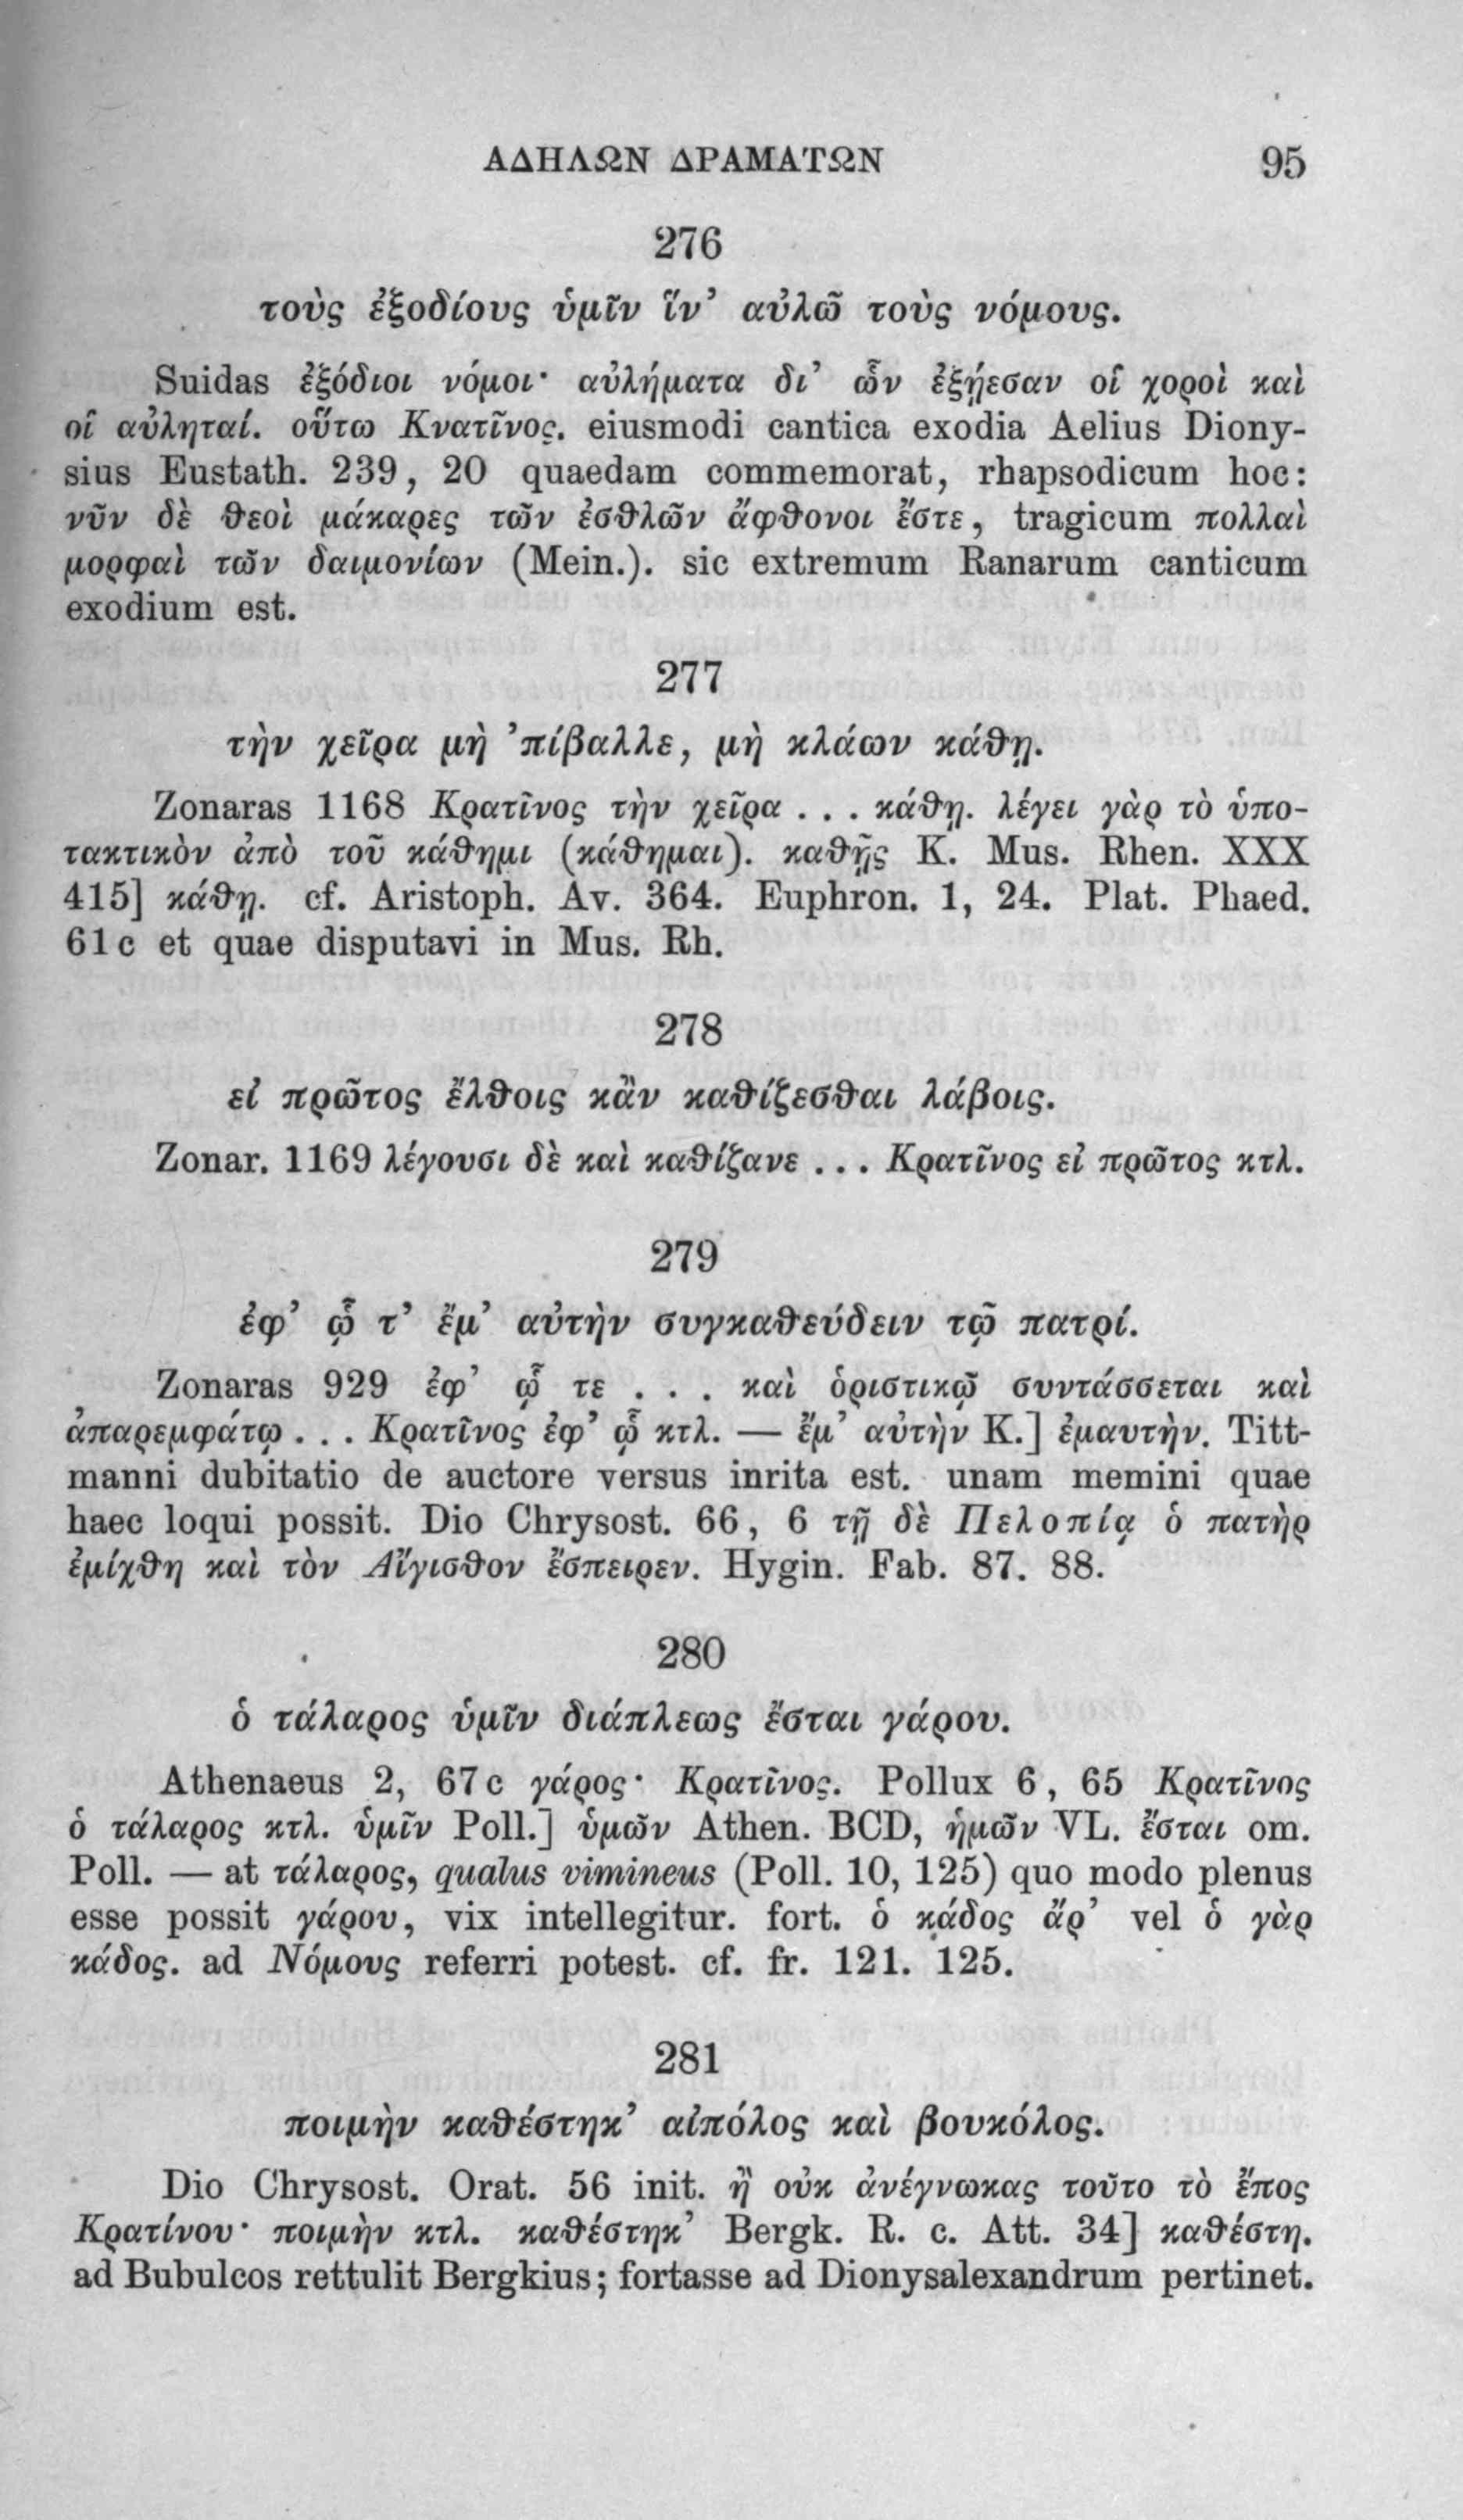 ΑΔΗΛΩΝ ΔΡΑΜΑΤΩΝ 95
276
τοὺς ἐξοδίους ὑμῖν ἵν’ αὐλῶ τοὺς νόμους.
Suidas ἐξόδιοι νόμοι· αὐλήματα δι’ ὧν ἐξῄεσαν οἱ χοροὶ καὶ
οἱ αὐληταί. οὕτω Κνατῖνος. eiusmodi cantica exodia Aelius Diony-
sius Eustath. 239, 20 quaedam commemorat, rhapsodicum hoc:
νῦν δὲ θεοὶ μάκαρες τῶν ἐσθλῶν ἄφθονοι ἔστε, tragicum πολλαὶ
μορφαὶ τῶν δαιμονίων (Mein.). sic extremum Ranarum canticum
exodium est.
277
τὴν χεῖρα μὴ ’πίβαλλε, μὴ κλάων κάθῃ.
Zonaras 1168 Κρατῖνος τὴν χεῖρα . . . κάθῃ. λέγει γὰρ τὸ ὑπο-
τακτικὸν ἀπὸ τοῦ κάθημι (κάθημαι). καθῇς K. Mus. Rhen. XXX
415] κάθῃ. cf. Aristoph. Av. 364. Euphron. 1, 24. Plat. Phaed.
61c et quae disputavi in Mus. Rh.
278
εἰ πρῶτος ἔλθοις κἂν καθίζεσθαι λάβοις.
Zonar. 1169 λέγουσι δὲ καὶ καθίζανε . . . Κρατῖνος εἰ πρῶτος κτλ.
279
ἐφ’ ᾧ τ’ ἔμ’ αὐτὴν συγκαθεύδειν τῷ πατρί.
Zonaras 929 ἐφ’ ᾧ τε . . . καὶ ὁριστικῷ συντάσσεται καὶ
ἀπαρεμφάτῳ . . . Κρατῖνος ἐφ’ ᾧ κτλ. — ἔμ’ αὐτὴν K.] ἐμαυτὴν. Titt-
manni dubitatio de auctore versus inrita est. unam memini quae
haec loqui possit. Dio Chrysost. 66, 6 τῇ δὲ Πελοπίᾳ ὁ πατὴρ
ἐμίχθη καὶ τὸν Αἴγισθον ἔσπειρεν. Hygin. Fab. 87. 88.
280
ὁ τάλαρος ὑμῖν διάπλεως ἔσται γάρου.
Athenaeus 2, 67c γάρος· Κρατῖνος. Pollux 6, 65 Κρατῖνος
ὁ τάλαρος κτλ. ὑμῖν Poll.] ὑμῶν Athen. BCD, ἡμῶν VL. ἔσται om.
Poll. — at τάλαρος, qualus vimineus (Poll. 10, 125) quo modo plenus
esse possit γάρου, vix intellegitur. fort. ὁ κάδος ἄρ’ vel ὁ γὰρ
κάδος. ad Νόμους referri potest. cf. fr. 121. 125.
281
ποιμὴν καθέστηκ’ αἰπόλος καὶ βουκόλος.
Dio Chrysost. Orat. 56 init. ἢ οὐκ ἀνέγνωκας τοῦτο τὸ ἔπος
Κρατίνου· ποιμὴν κτλ. καθέστηκ’ Bergk. R. c. Att. 34] καθέστη.
ad Bubulcos rettulit Bergkius; fortasse ad Dionysalexandrum pertinet.